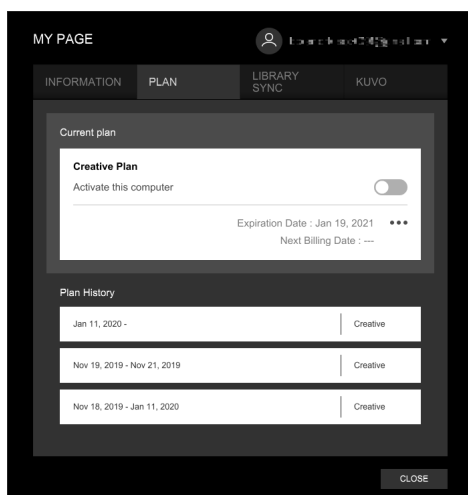 MY PAGE
INFORMATION
PLAN
LIBRARY
SYNC
KUVO
Current plan
Creative Plan
Activate this computer
Expiration Date : Jan 19, 2021 •••
Next Billing Date : ---
Plan History
Jan 11, 2020 - Creative
Nov 19, 2019 - Nov 21, 2019 Creative
Nov 18, 2019 - Jan 11, 2020 Creative
CLOSE